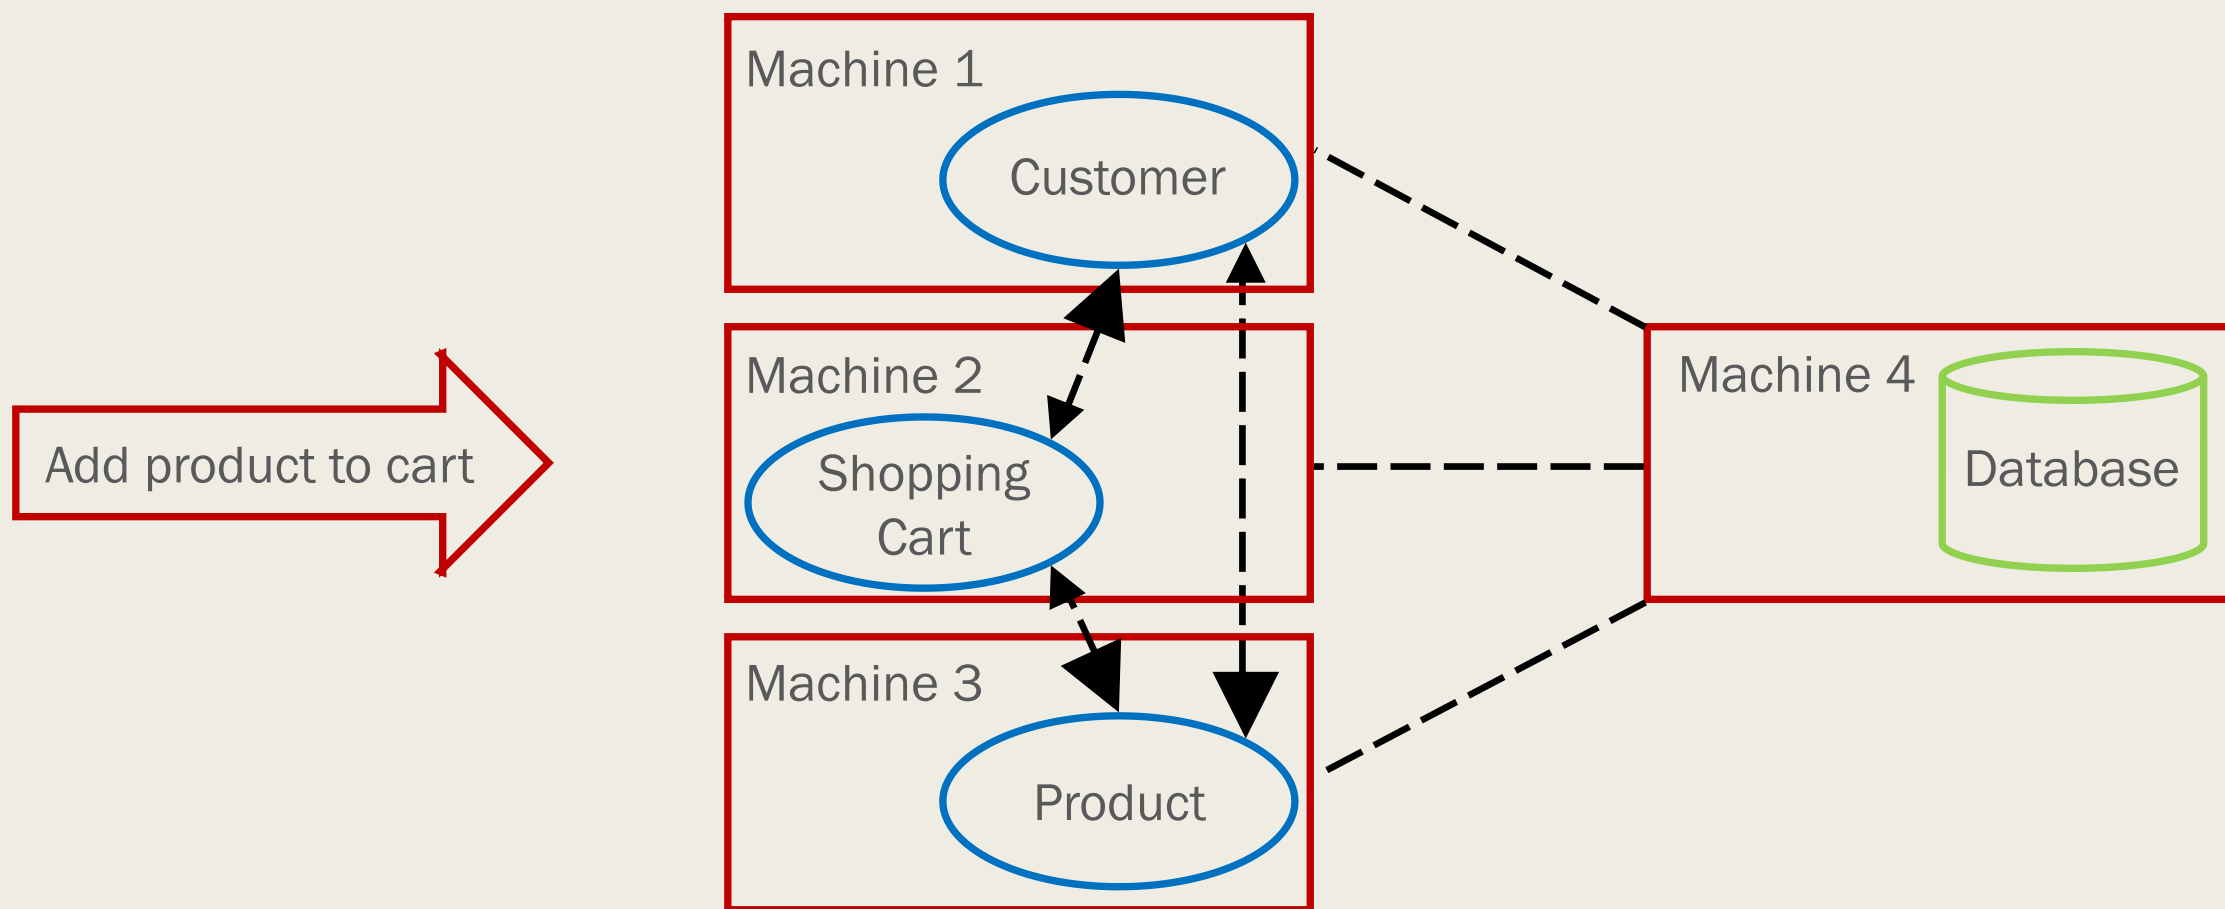 Add product to cart
Machine 1
Customer
Machine 2
Shopping
Cart
Machine 3
Product
Machine 4
Database